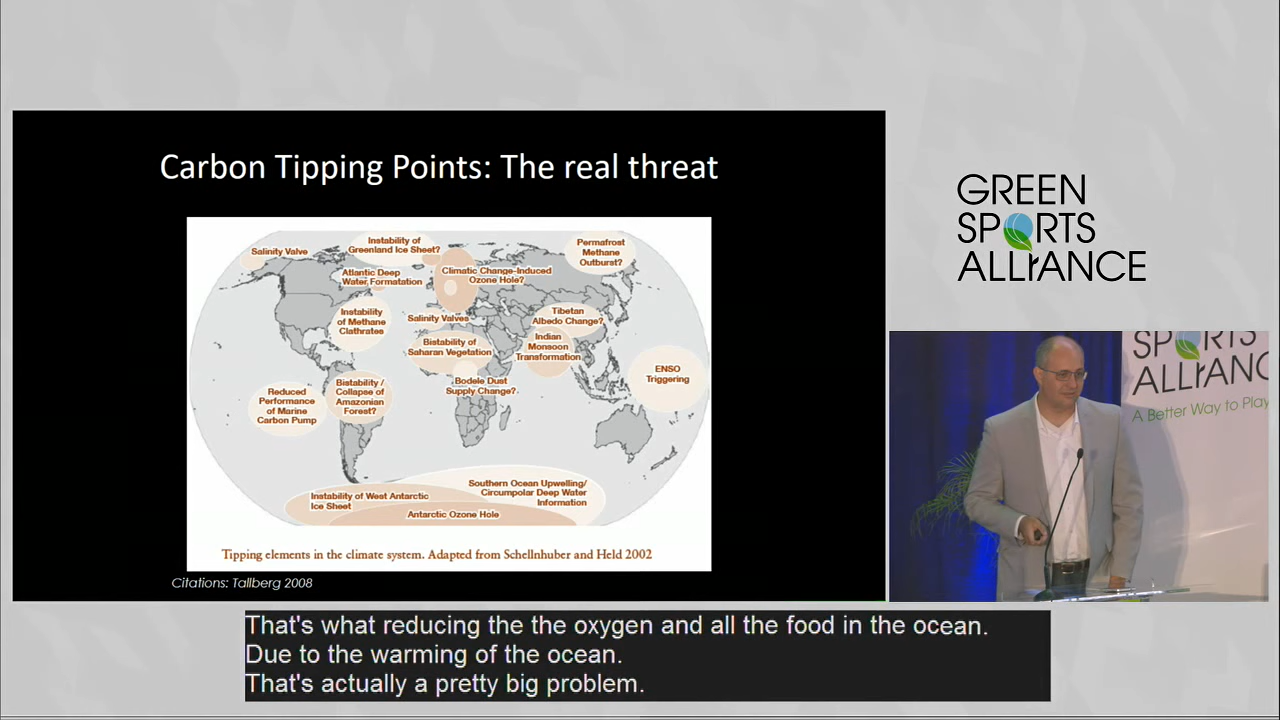 Carbon Tipping Points: The real threat
Salinity Valve
Instability of
Greenland Ice Sheet?
Permafrost
Methane
Outburst?
Atlantic Deep
Water Formatation
Climatic Change-Induced
Ozone Hole?
Instability
of Methane
Clathrates
Salinity Valves
Tibetan
Albedo Change?
Bistability of
Saharan Vegetation
Indian
Monsoon
Transformation
ENSO
Triggering
Reduced
Performance
of Marine
Carbon Pump
Bistability /
Collapse of
Amazonian
Forest?
Bodele Dust
Supply Change?
Instability of West Antarctic
Ice Sheet
Southern Ocean Upwelling/
Circumpolar Deep Water
Information
Antarctic Ozone Hole
Tipping elements in the climate system. Adapted from Schellnhuber and Held 2002
Citations: Tallberg 2008
GREEN
SPORTS
ALLIANCE
SPORTS
ALLIANC
A Better Way to Play
That's what reducing the the oxygen and all the food in the ocean.
Due to the warming of the ocean.
That's actually a pretty big problem.